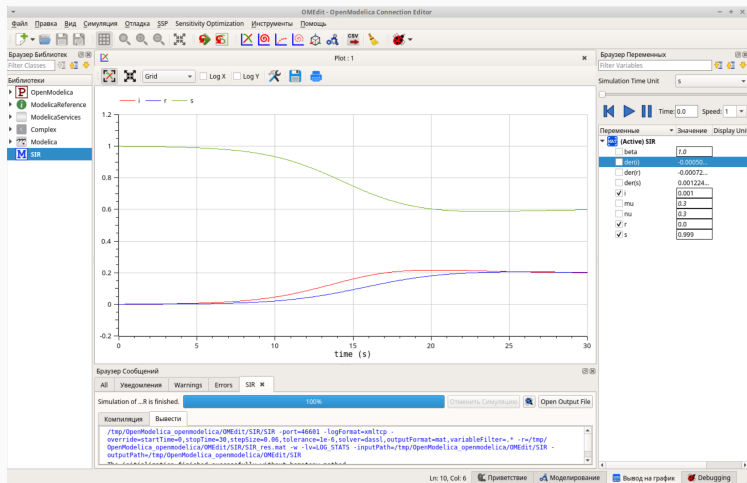 OMEdit - OpenModelica Connection Editor
Файл Правка Вид Симуляция Отладка SSP Sensitivity Optimization Инструменты Помощь
CSV
Браузер Библиотек
Filter Classes
Библиотеки
P OpenModelica
i ModelicaReference
ModelicaServices
Complex
Modelica
M SIR
Plot : 1
Grid Log X Log Y
i r s
1.2
1
0.8
0.6
0.4
0.2
0
-0.2
0 5 10 15 20 25 30
time (s)
Браузер Сообщений
All Уведомления Warnings Errors SIR
Simulation of ...R is finished. 100% Отменить Симуляцию Open Output File
Компиляция Вывести
/tmp/OpenModelica_openmodelica/OMEdit/SIR/SIR -port=46601 -logFormat=xmltcp -
override=startTime=0,stopTime=30,stepSize=0.06,tolerance=1e-6,solver=dassl,outputFormat=mat,variableFilter=.* -r=/tmp/
OpenModelica_openmodelica/OMEdit/SIR/SIR_res.mat -w -lv=LOG_STATS -inputPath=/tmp/OpenModelica_openmodelica/OMEdit/SIR -
outputPath=/tmp/OpenModelica_openmodelica/OMEdit/SIR
Браузер Переменных
Filter Variables
Simulation Time Unit s
Time: 0.0 Speed: 1
Переменные Значение Display Uni
(Active) SIR
beta 1.0
der(i) -0.00050...
der(r) -0.00072...
der(s) 0.001224...
i 0.001
mu 0.3
nu 0.3
r 0.0
s 0.999
Ln: 10, Col: 6 Приветствие Моделирование Вывод на график Debugging